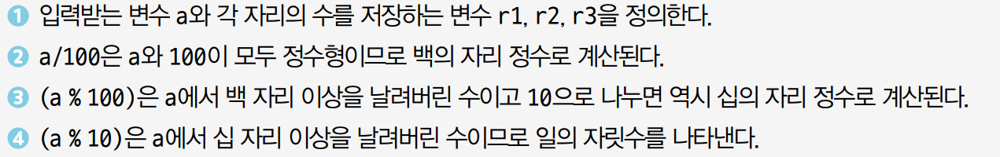 ❶ 입력받는 변수 a와 각 자리의 수를 저장하는 변수 r1, r2, r3을 정의한다.
❷ a/100은 a와 100이 모두 정수형이므로 백의 자리 정수로 계산된다.
❸ (a % 100)은 a에서 백 자리 이상을 날려버린 수이고 10으로 나누면 역시 십의 자리 정수로 계산된다.
❹ (a % 10)은 a에서 십 자리 이상을 날려버린 수이므로 일의 자릿수를 나타낸다.